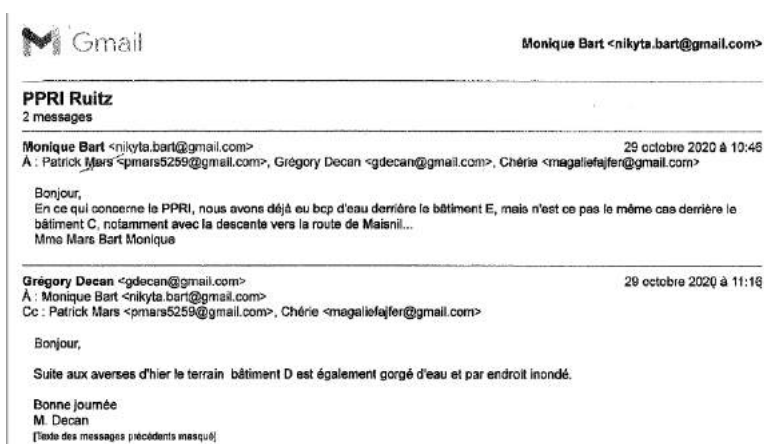 Gmail
Monique Bart <nikyta.bart@gmail.com>
PPRI Ruitz
2 messages
Monique Bart <nikyta.bart@gmail.com>
29 octobre 2020 à 10:46
À : Patrick Mars <pmars5259@gmail.com>, Grégory Decan <gdecan@gmail.com>, Chérie <magaliefajfer@gmail.com>
Bonjour,
En ce qui concerne le PPRI, nous avons déjà eu bcp d'eau derrière le bâtiment E, mais n'est ce pas le même cas derrière le
bâtiment C, notamment avec la descente vers la route de Maisnil...
Mme Mars Bart Monique
Grégory Decan <gdecan@gmail.com>
29 octobre 2020 à 11:16
À : Monique Bart <nikyta.bart@gmail.com>
Cc : Patrick Mars <pmars5259@gmail.com>, Chérie <magaliefajfer@gmail.com>
Bonjour,
Suite aux averses d'hier le terrain bâtiment D est également gorgé d'eau et par endroit inondé.
Bonne journée
M. Decan
[Texte des messages précédents masqué]